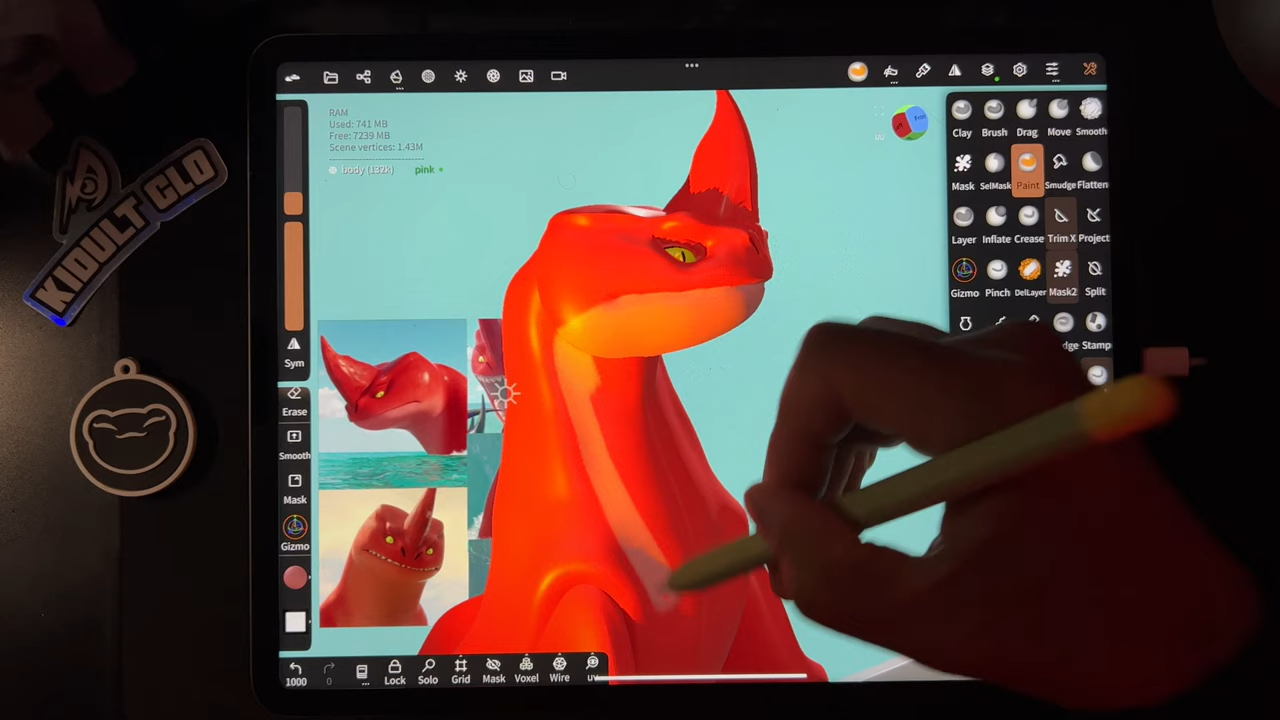 RAM
Used: 741 MB
Free: 7239 MB
Scene vertices: 1.43M
body (132k) pink
Clay Brush Drag Move Smooth
Mask SelMask Paint Smudge Flatten
Layer Inflate Crease Trim X Project
Gizmo Pinch DelLayer Mask2 Split
dge Stamp
Sym
Erase
Smooth
Mask
Gizmo
1000 0 Lock Solo Grid Mask Voxel Wire uv
KIDULT CLO